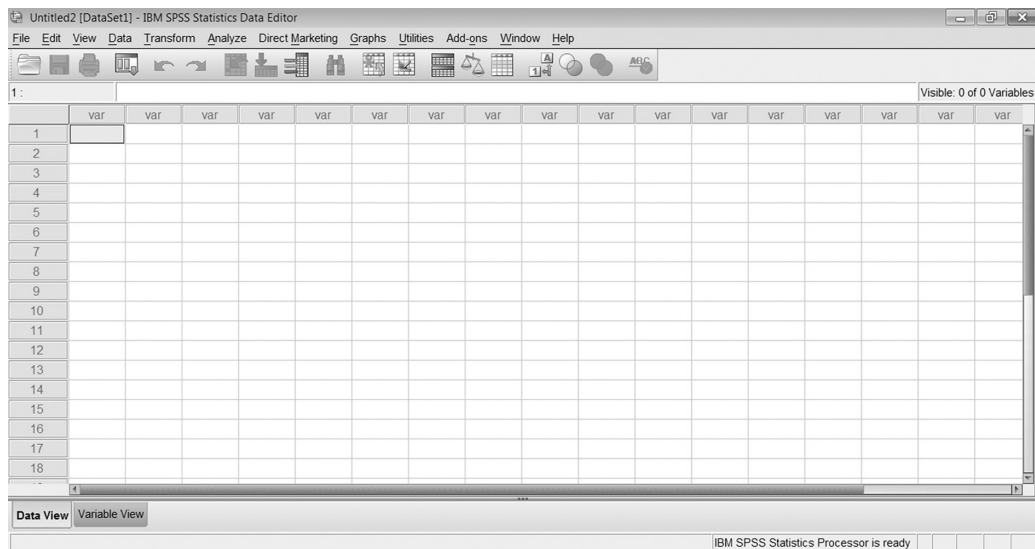 Untitled2 [DataSet1] - IBM SPSS Statistics Data Editor
File Edit View Data Transform Analyze Direct Marketing Graphs Utilities Add-ons Window Help
A
1
ABC
1 :
Visible: 0 of 0 Variables
var var var var var var var var var var var var var var var var var
1
2
3
4
5
6
7
8
9
10
11
12
13
14
15
16
17
18
Data View Variable View
IBM SPSS Statistics Processor is ready